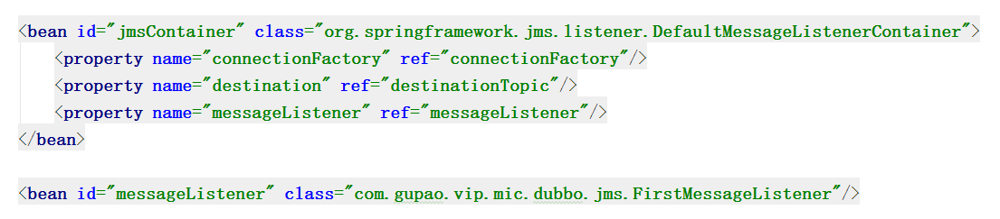 <bean id="jmsContainer" class="org.springframework.jms.listener.DefaultMessageListenerContainer">
<property name="connectionFactory" ref="connectionFactory"/>
<property name="destination" ref="destinationTopic"/>
<property name="messageListener" ref="messageListener"/>
</bean>
<bean id="messageListener" class="com.gupao.vip.mic.dubbo.jms.FirstMessageListener"/>